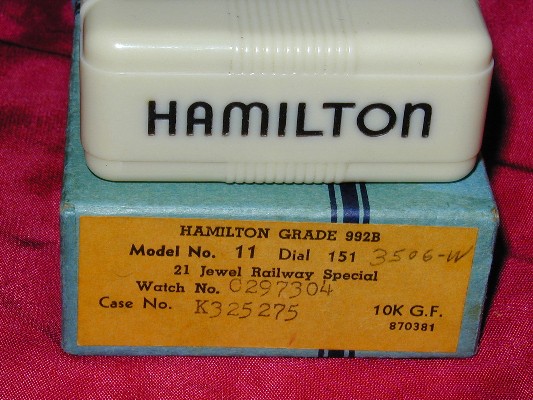 HAMILTON
HAMILTON GRADE 992B
Model No. 11 Dial 151 3506-W
21 Jewel Railway Special
Watch No. C297304
Case No. K325275 10K G.F.
870381